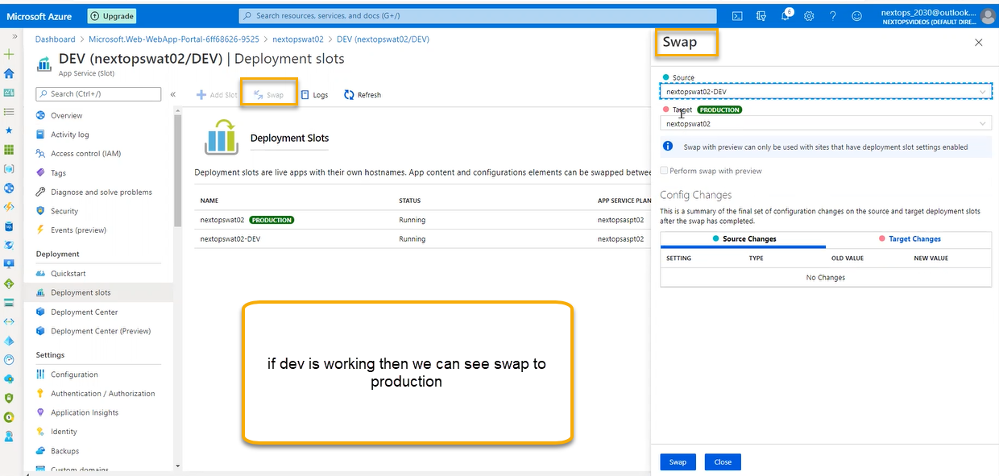 Microsoft Azure
Upgrade
Search resources, services, and docs (G+/)
6
nextops_2030@outlook....
NEXTOPSVIDEOS (DEFAULT DIRE...
Dashboard > Microsoft.Web-WebApp-Portal-6ff68626-9525 > nextopswat02 > DEV (nextopswat02/DEV)
DEV (nextopswat02/DEV) | Deployment slots
App Service (Slot)
Search (Ctrl+/)
Overview
Activity log
Access control (IAM)
Tags
Diagnose and solve problems
Security
Events (preview)
Deployment
Quickstart
Deployment slots
Deployment Center
Deployment Center (Preview)
Settings
Configuration
Authentication / Authorization
Application Insights
Identity
Backups
Custom domains
Add Slot
Swap
Logs
Refresh
Deployment Slots
Deployment slots are live apps with their own hostnames. App content and configurations elements can be swapped betwee
NAME STATUS APP SERVICE PLAN
nextopswat02 PRODUCTION Running nextopsaspt02
nextopswat02-DEV Running nextopsaspt02
if dev is working then we can see swap to
production
Swap
Source
nextopswat02-DEV
Target PRODUCTION
nextopswat02
Swap with preview can only be used with sites that have deployment slot settings enabled
Perform swap with preview
Config Changes
This is a summary of the final set of configuration changes on the source and target deployment slots
after the swap has completed.
Source Changes Target Changes
SETTING TYPE OLD VALUE NEW VALUE
No Changes
Swap Close